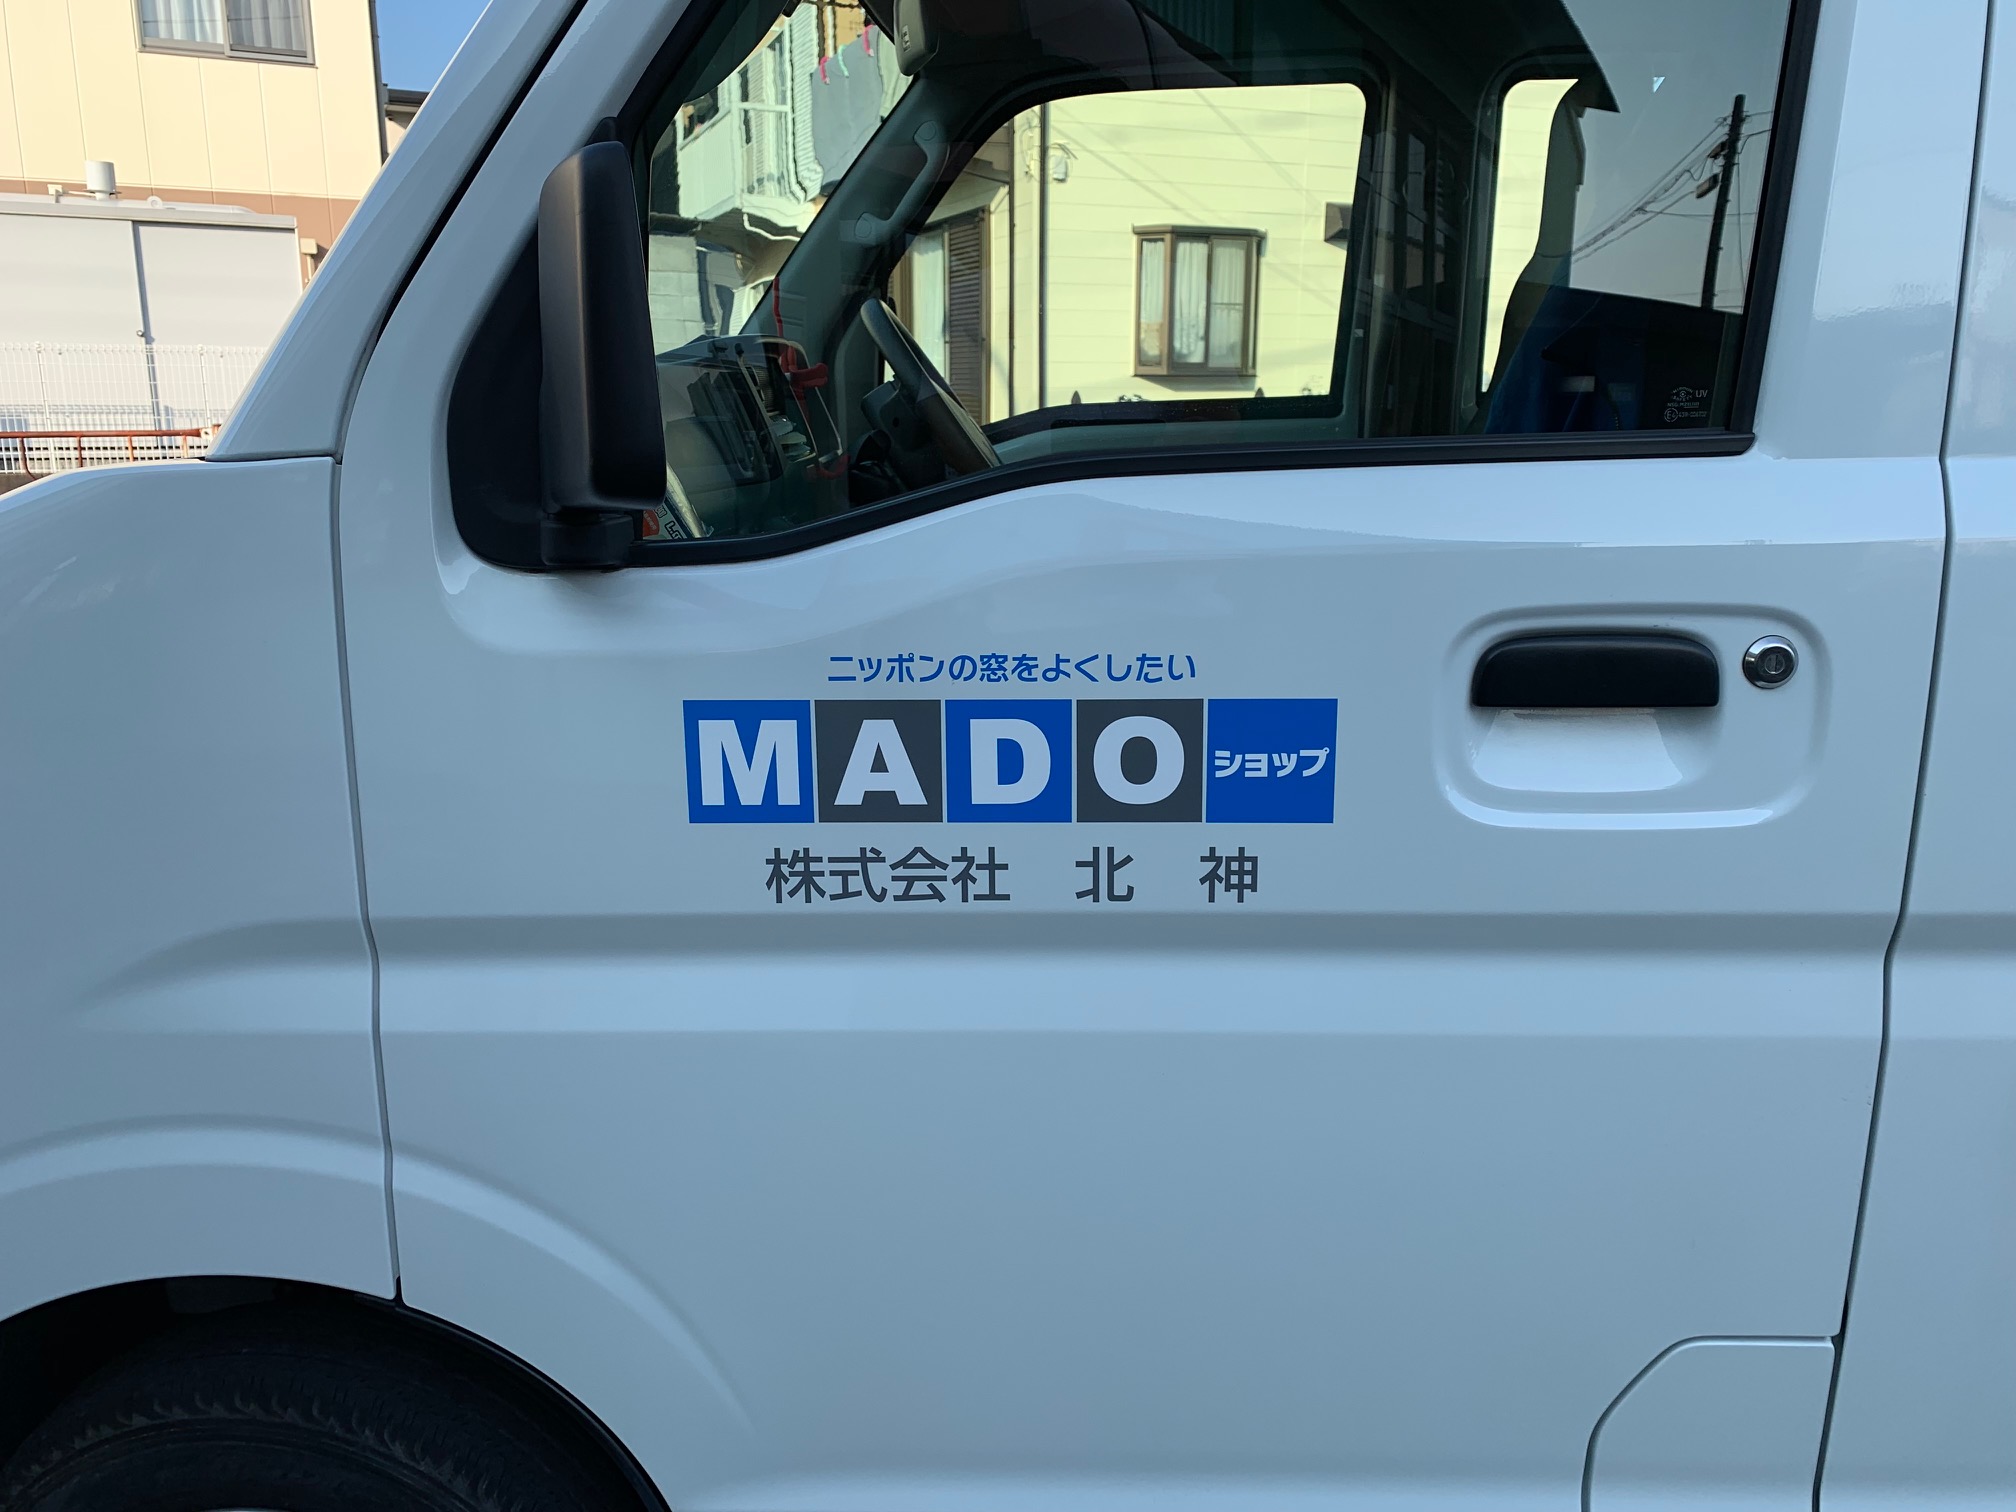 ニッポンの窓をよくしたい
MADOショップ
株式会社 北 神
UV